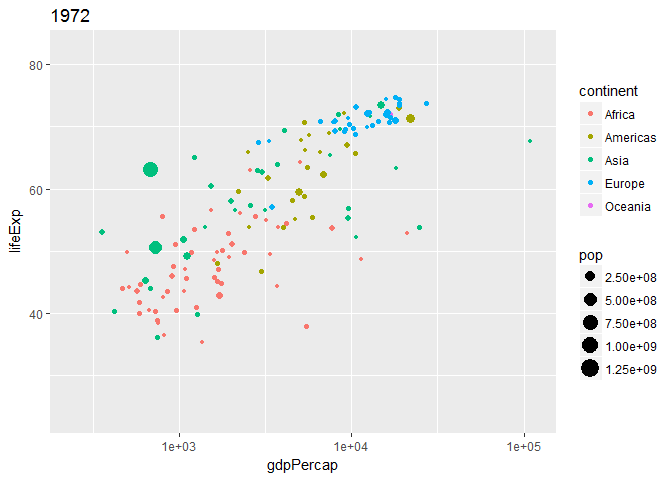 1972
80
60
40
lifeExp
1e+03
1e+04
1e+05
gdpPercap
continent
Africa
Americas
Asia
Europe
Oceania
pop
2.50e+08
5.00e+08
7.50e+08
1.00e+09
1.25e+09